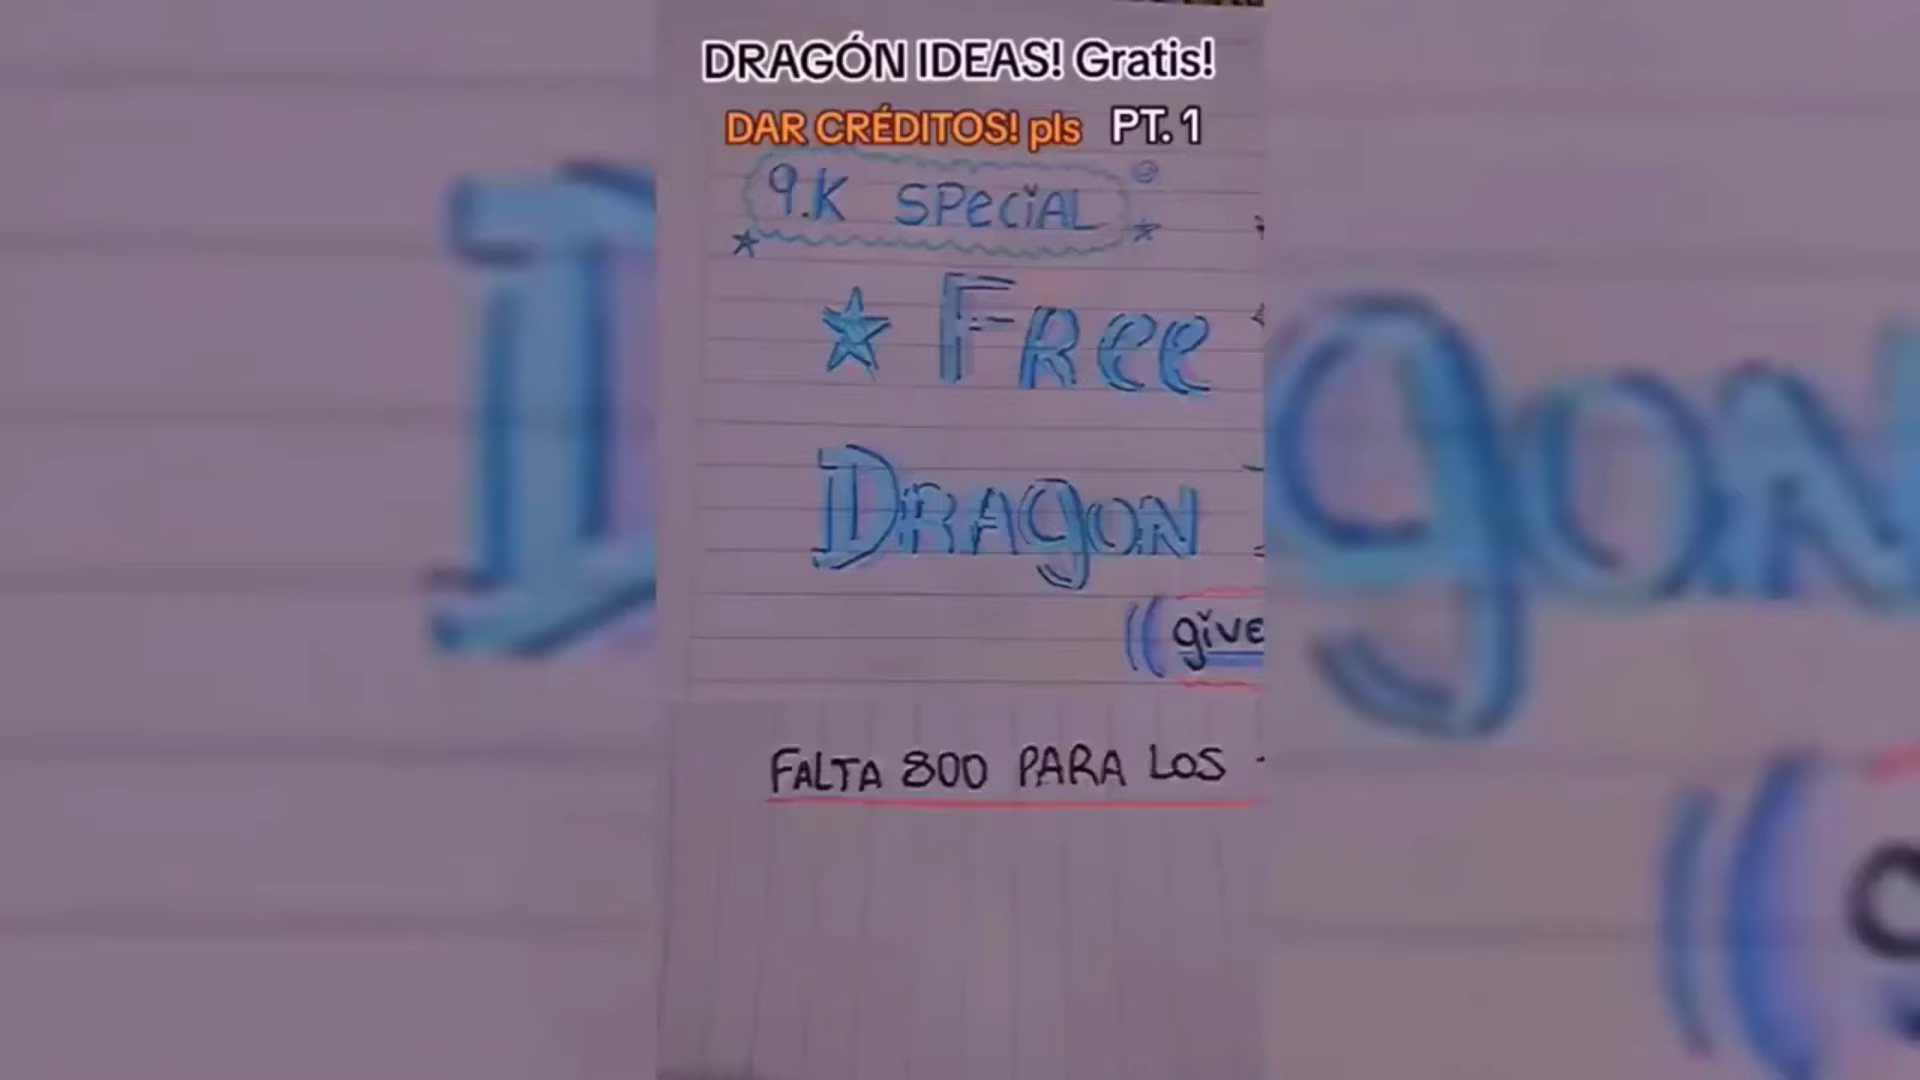 DRAGÓN IDEAS! Gratis!
DAR CRÉDITOS! pls PT. 1
9.K SPeciAL
FRee
DRAgON
give
FALTA 800 PARA LOS